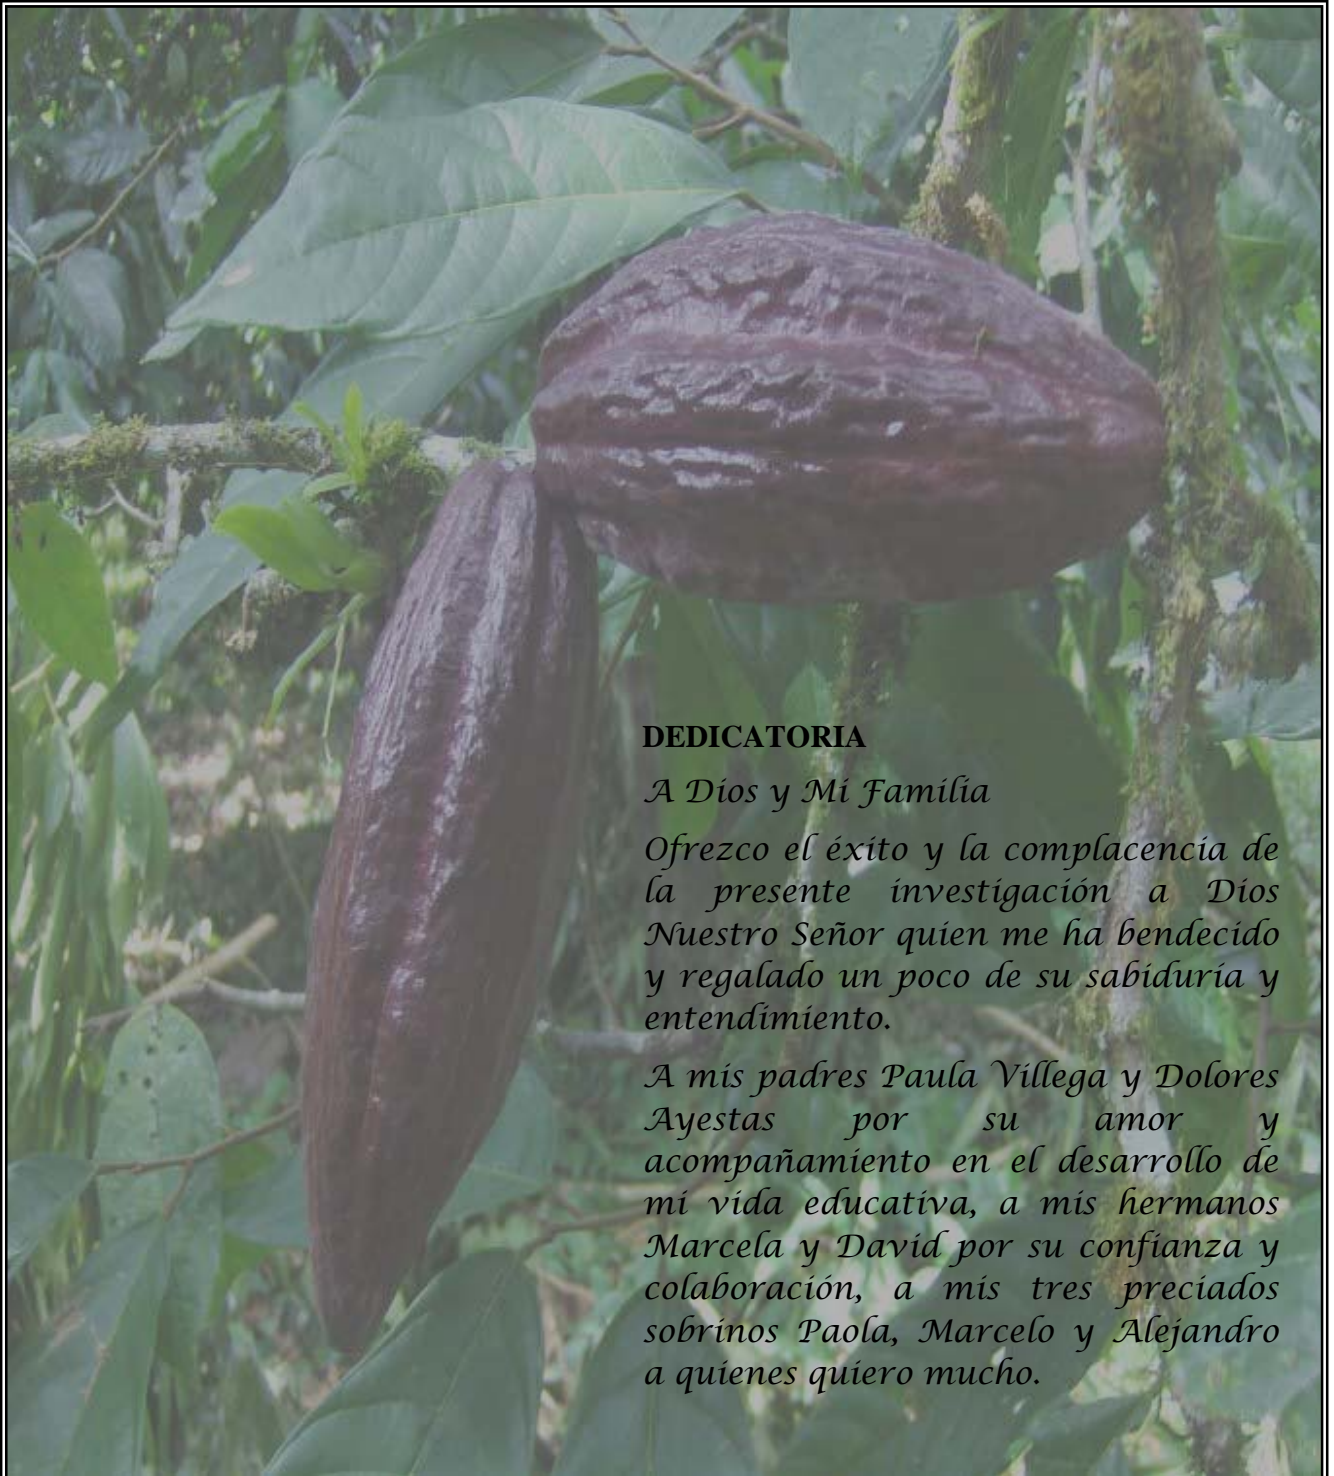 DEDICATORIA
A Dios y Mi Familia
Ofrezco el éxito y la complacencia de
la presente investigación a Dios
Nuestro Señor quien me ha bendecido
y regalado un poco de su sabiduría y
entendimiento.
A mis padres Paula Villega y Dolores
Ayestas por su amor y
acompañamiento en el desarrollo de
mi vida educativa, a mis hermanos
Marcela y David por su confianza y
colaboración, a mis tres preciados
sobrinos Paola, Marcelo y Alejandro
a quienes quiero mucho.